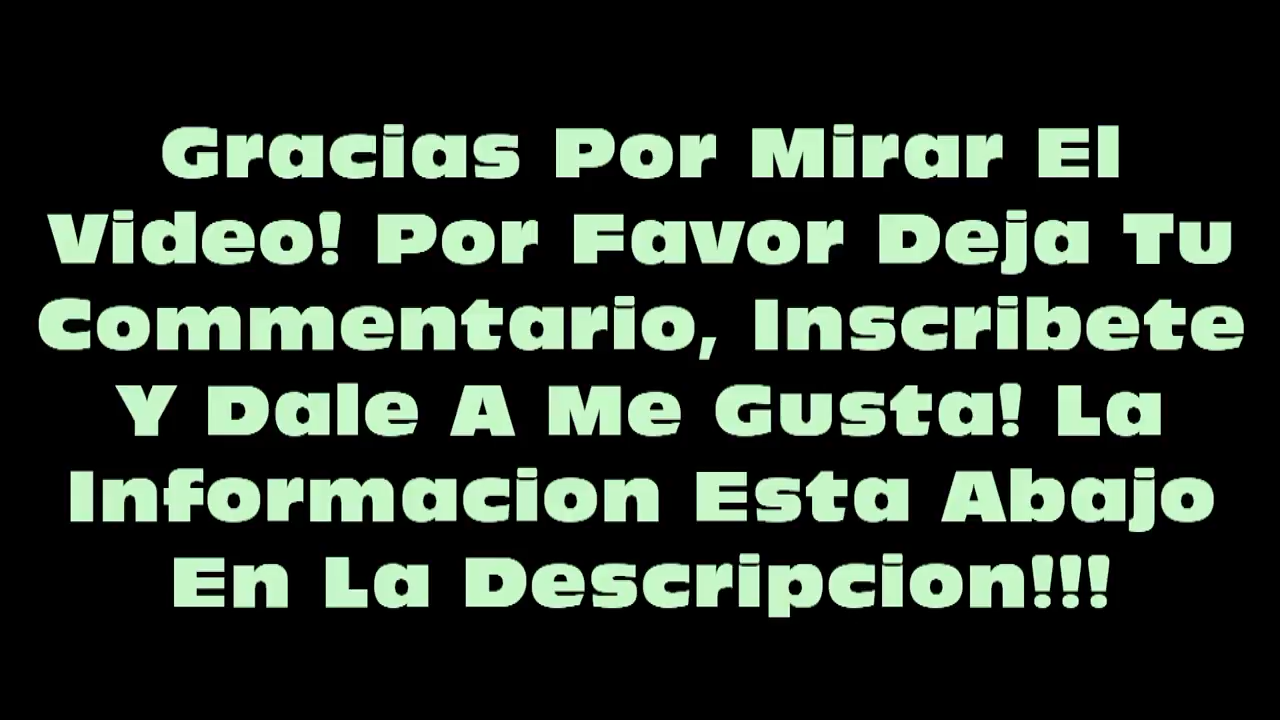 Gracias Por Mirar El
Video! Por Favor Deja Tu
Commentario, Inscribete
Y Dale A Me Gusta! La
Informacion Esta Abajo
En La Descripcion!!!